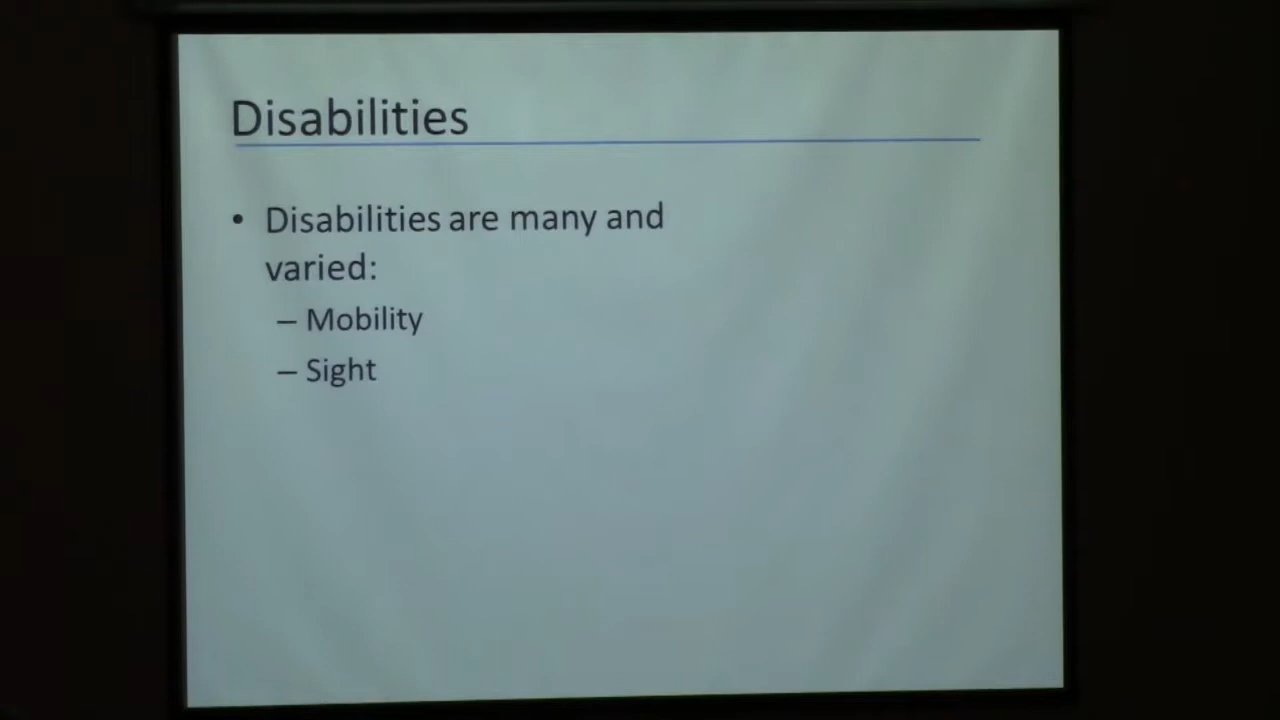 Disabilities
• Disabilities are many and
varied:
– Mobility
– Sight